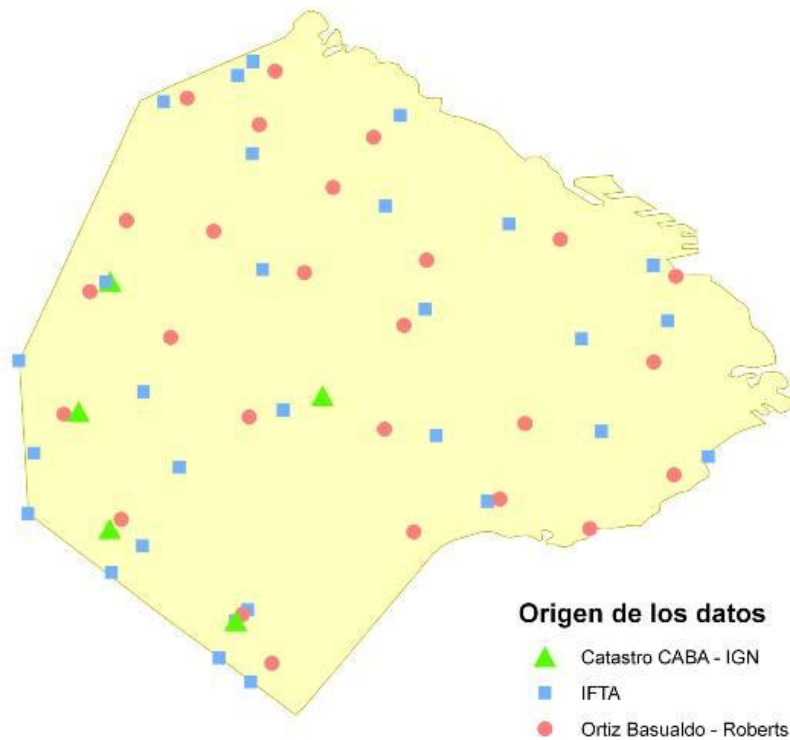 Origen de los datos
Catastro CABA - IGN
IFTA
Ortiz Basualdo - Roberts